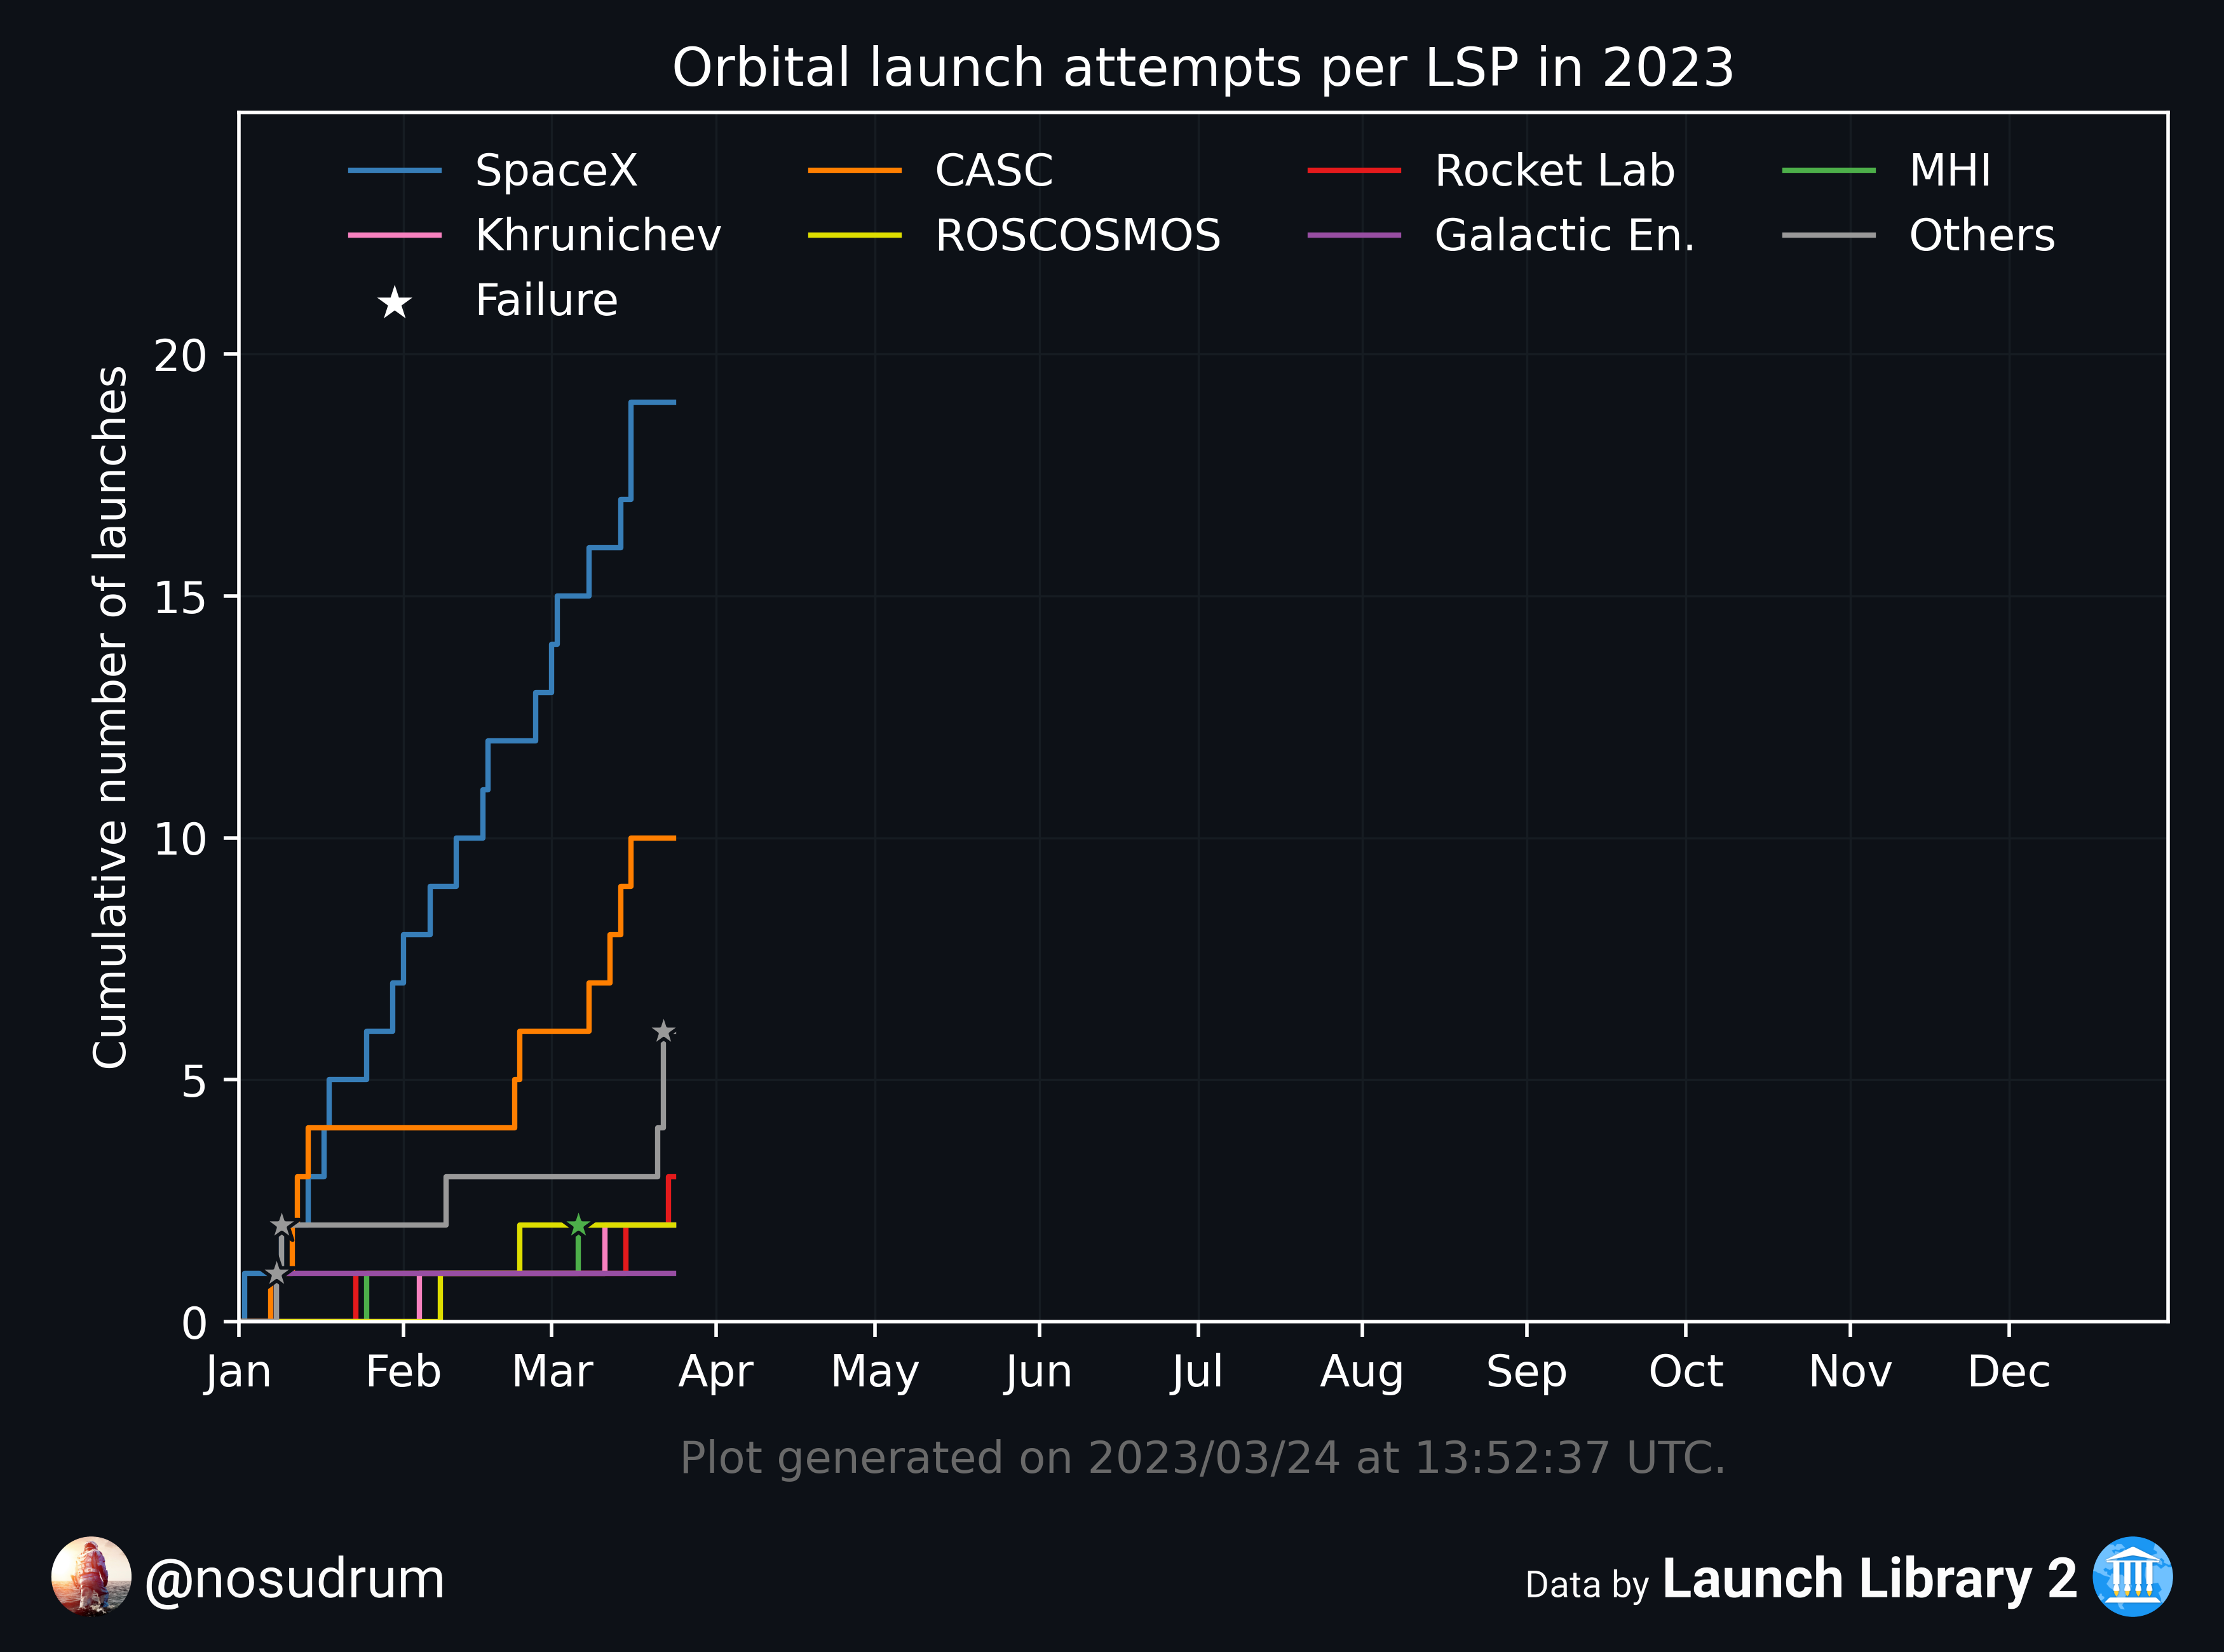 Orbital launch attempts per LSP in 2023
SpaceX CASC Rocket Lab MHI
Khrunichev ROSCOSMOS Galactic En. Others
Failure
Cumulative number of launches
20
15
10
5
0
Jan Feb Mar Apr May Jun Jul Aug Sep Oct Nov Dec
Plot generated on 2023/03/24 at 13:52:37 UTC.
@nosudrum
Data by Launch Library 2